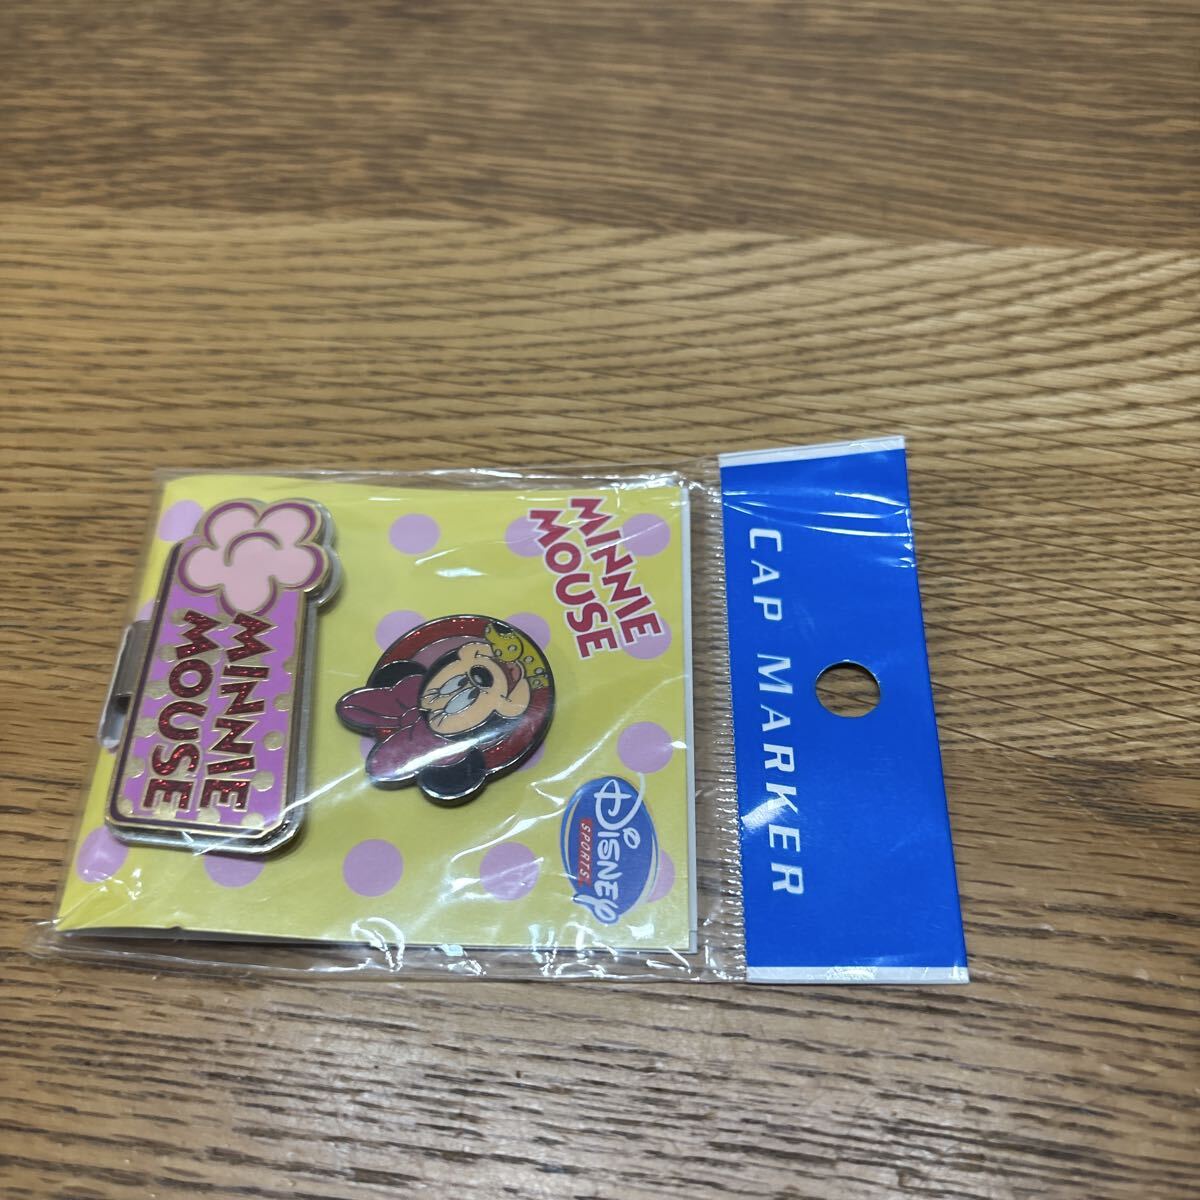 CAP MARKER
MINNIE
MOUSE
DISNEY
SPORTS
MINNIE
MOUSE